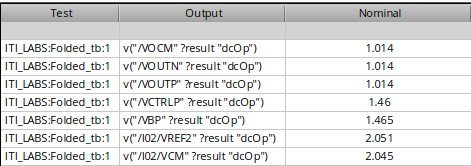 Test Output Nominal
ITI_LABS:Folded_tb:1 v("/VOCM" ?result "dcOp") 1.014
ITI_LABS:Folded_tb:1 v("/VOUTN" ?result "dcOp") 1.014
ITI_LABS:Folded_tb:1 v("/VOUTP" ?result "dcOp") 1.014
ITI_LABS:Folded_tb:1 v("/VCTRLP" ?result "dcOp") 1.46
ITI_LABS:Folded_tb:1 v("/VBP" ?result "dcOp") 1.465
ITI_LABS:Folded_tb:1 v("/I02/VREF2" ?result "dcOp") 2.051
ITI_LABS:Folded_tb:1 v("/I02/VCM" ?result "dcOp") 2.045